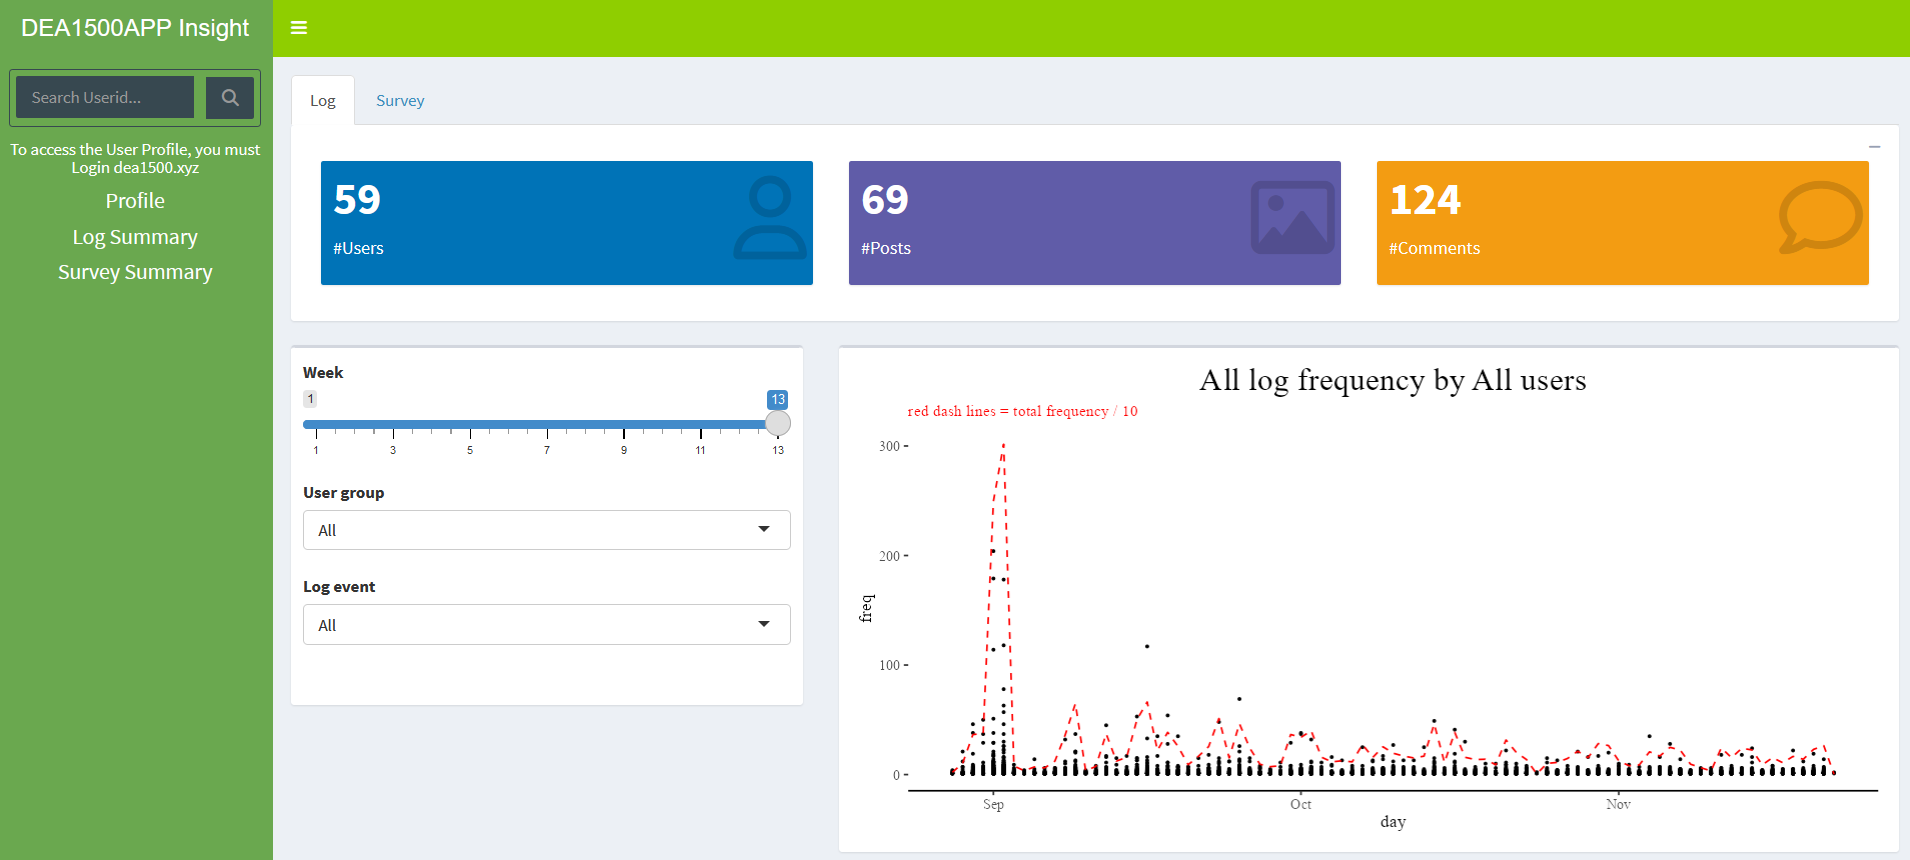 DEA1500APP Insight
Search Userid...
To access the User Profile, you must
Login dea1500.xyz
Profile
Log Summary
Survey Summary
Log
Survey
59
#Users
69
#Posts
124
#Comments
Week
1
13
1
3
5
7
9
11
13
User group
All
Log event
All
All log frequency by All users
red dash lines = total frequency / 10
300
200
100
0
freq
Sep
Oct
Nov
day